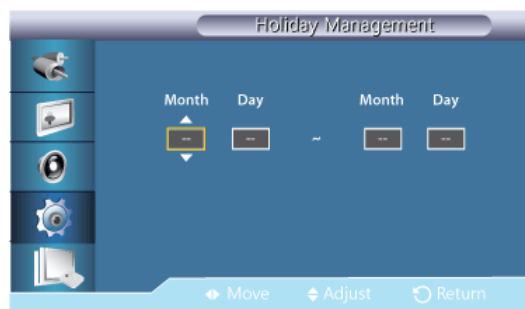 Holiday Management
Month Day Month Day
-- -- ~ -- --
Move Adjust Return